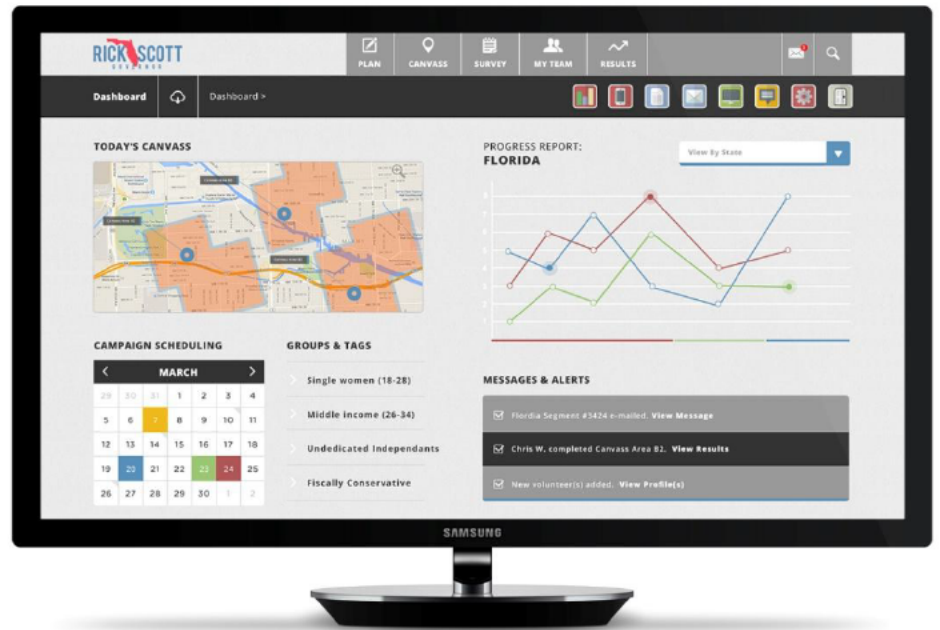 RICK SCOTT
GOVERNOR
PLAN
CANVASS
SURVEY
MY TEAM
RESULTS
Dashboard
Dashboard >
TODAY'S CANVASS
PROGRESS REPORT:
FLORIDA
View By State
CAMPAIGN SCHEDULING
< MARCH >
29 30 31 1 2 3 4
5 6 7 8 9 10 11
12 13 14 15 16 17 18
19 20 21 22 23 24 25
26 27 28 29 30 1 2
GROUPS & TAGS
Single women (18-28)
Middle income (26-34)
Undedicated Independants
Fiscally Conservative
MESSAGES & ALERTS
Flordia Segment #3424 e-mailed. View Message
Chris W. completed Canvass Area B2. View Results
New volunteer(s) added. View Profile(s)
SAMSUNG